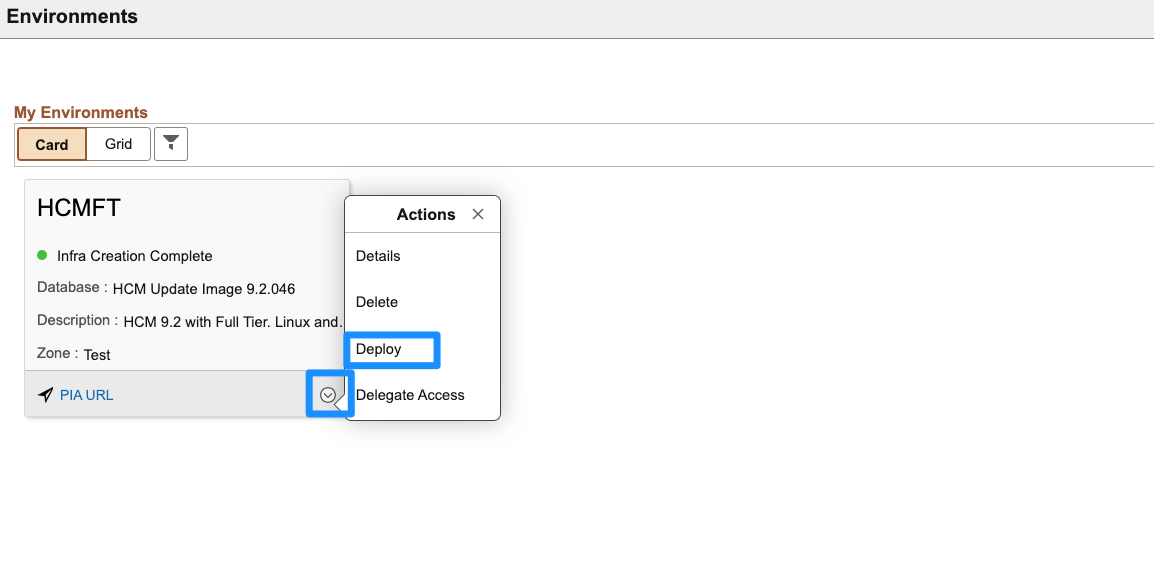 Environments
My Environments
Card Grid
HCMFT
Infra Creation Complete
Database : HCM Update Image 9.2.046
Description : HCM 9.2 with Full Tier. Linux and.
Zone : Test
PIA URL
Actions
Details
Delete
Deploy
Delegate Access